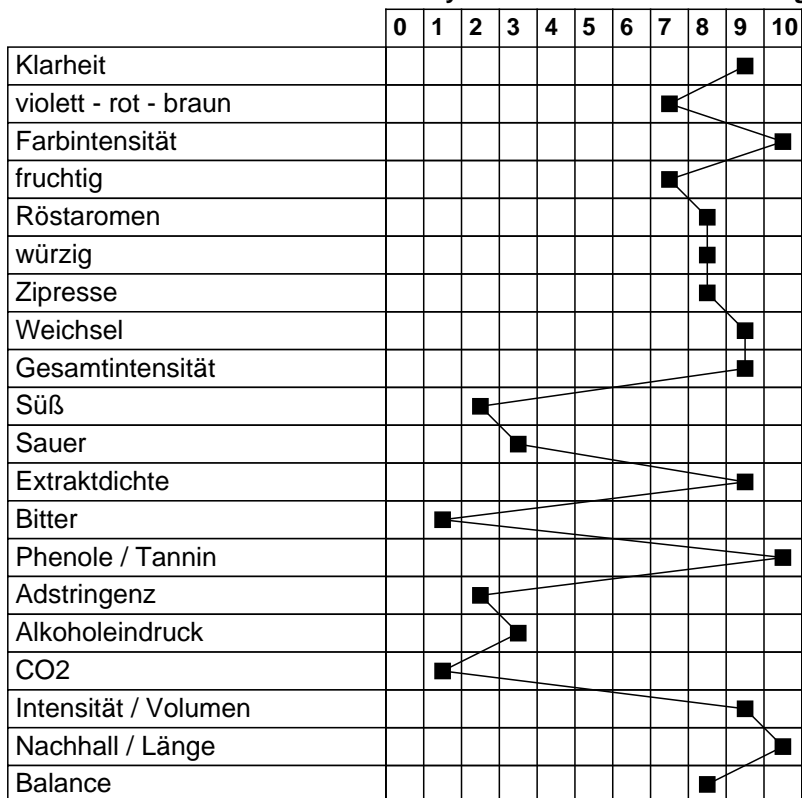 0 1 2 3 4 5 6 7 8 9 10
Klarheit
violett - rot - braun
Farbintensität
fruchtig
Röstaromen
würzig
Zipresse
Weichsel
Gesamtintensität
Süß
Sauer
Extraktdichte
Bitter
Phenole / Tannin
Adstringenz
Alkoholeindruck
CO2
Intensität / Volumen
Nachhall / Länge
Balance